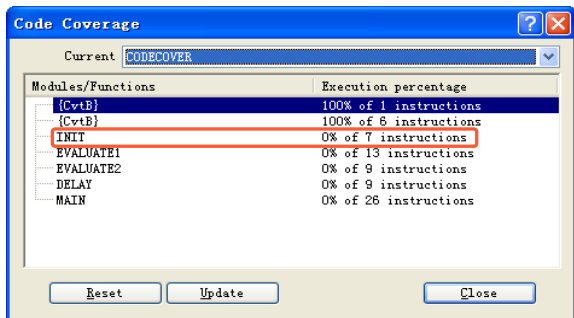 Code Coverage
Current CODECOVER
Modules/Functions Execution percentage
{CvtB} 100% of 1 instructions
{CvtB} 100% of 6 instructions
INIT 0% of 7 instructions
EVALUATE1 0% of 13 instructions
EVALUATE2 0% of 9 instructions
DELAY 0% of 9 instructions
MAIN 0% of 26 instructions
Reset Update Close